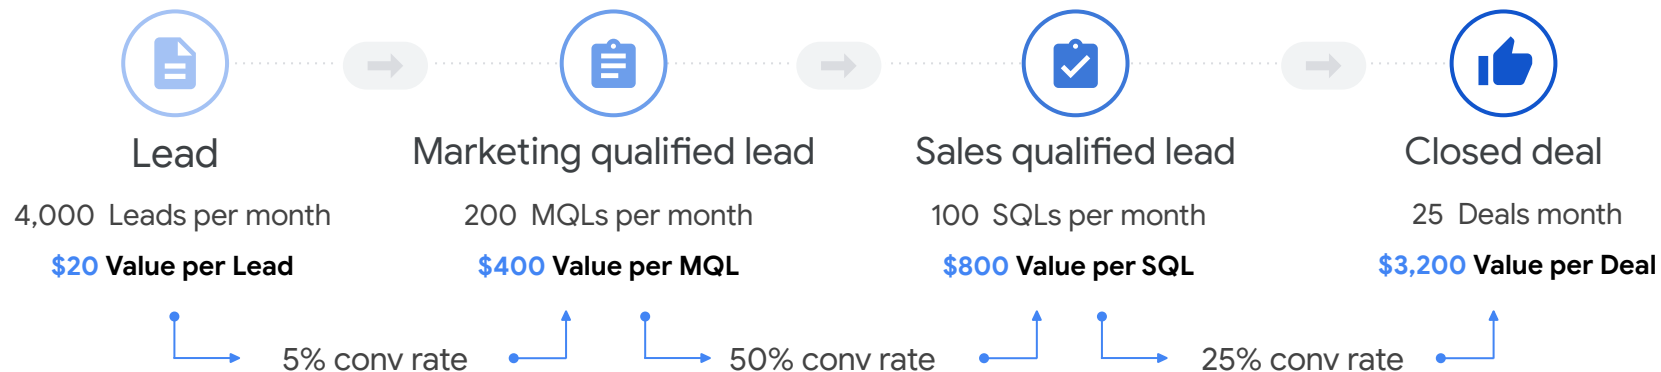 Lead
4,000 Leads per month
$20 Value per Lead
Marketing qualified lead
200 MQLs per month
$400 Value per MQL
Sales qualified lead
100 SQLs per month
$800 Value per SQL
Closed deal
25 Deals month
$3,200 Value per Deal
5% conv rate
50% conv rate
25% conv rate